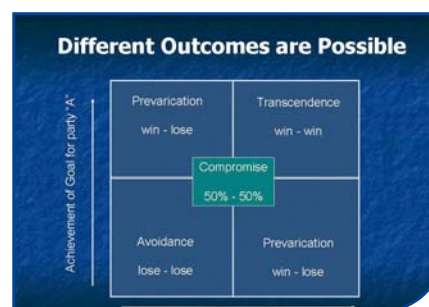 Different Outcomes are Possible
Achievement of Goal for party "A"
Prevarication
win - lose
Transcendence
win - win
Compromise
50% - 50%
Avoidance
lose - lose
Prevarication
win - lose